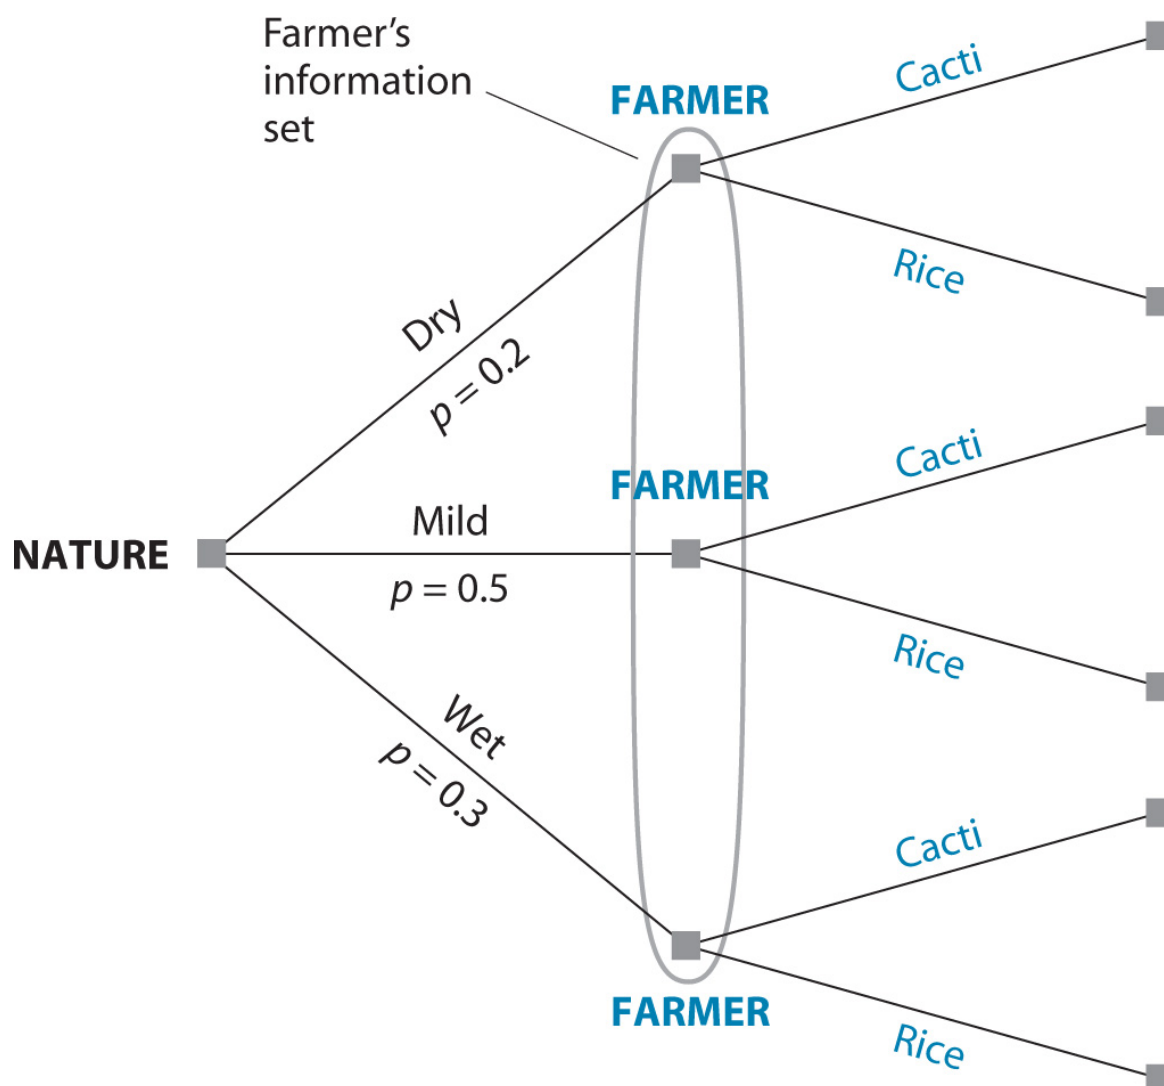 Farmer's
information
set
FARMER
Cacti
Rice
Dry
p = 0.2
FARMER
Cacti
Mild
NATURE
p = 0.5
Rice
Wet
p = 0.3
Cacti
FARMER
Rice